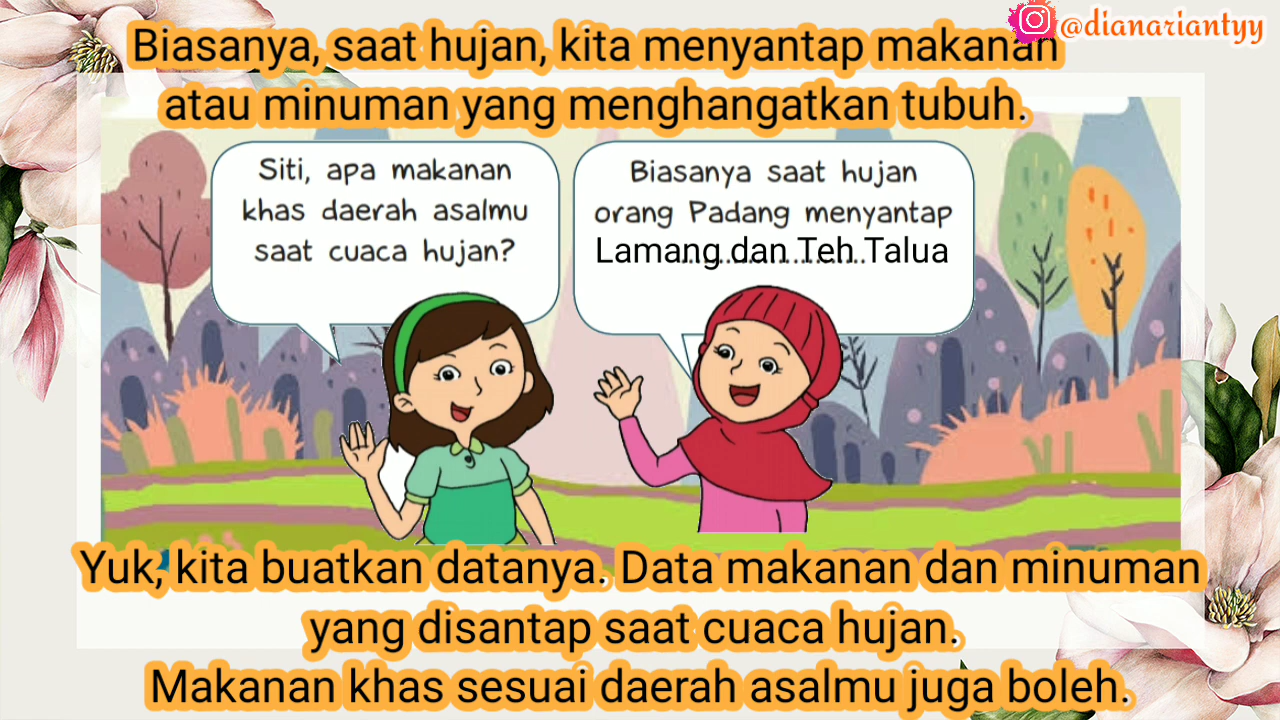 @dianariantyy
Biasanya, saat hujan, kita menyantap makanan
atau minuman yang menghangatkan tubuh.
Siti, apa makanan
khas daerah asalmu
saat cuaca hujan?
Biasanya saat hujan
orang Padang menyantap
Lamang dan Teh Talua
Yuk, kita buatkan datanya. Data makanan dan minuman
yang disantap saat cuaca hujan.
Makanan khas sesuai daerah asalmu juga boleh.